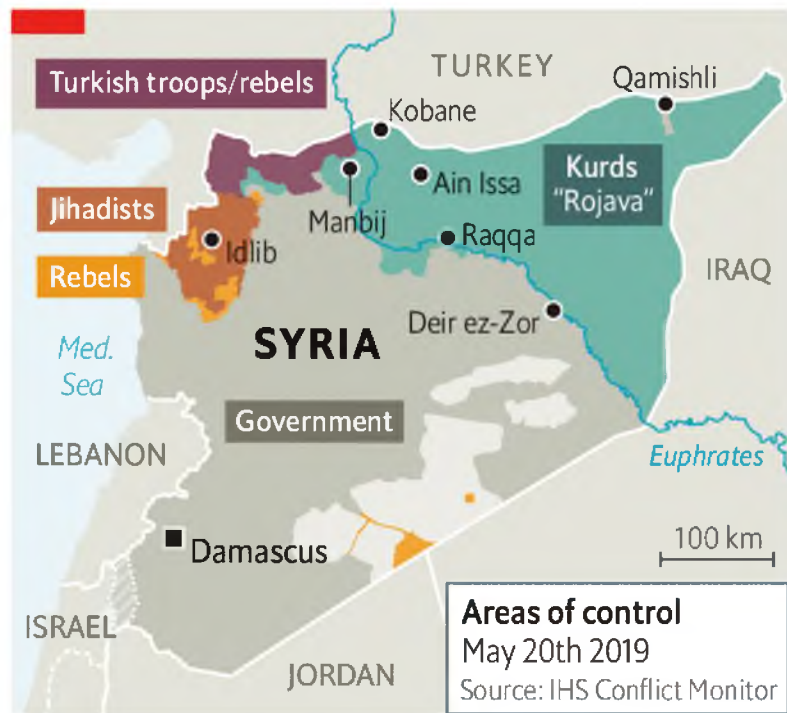 TURKEY
Turkish troops/rebels
Qamishli
Kobane
Kurds
"Rojava"
Ain Issa
Jihadists
Manbij
Idlib
Raqqa
Rebels
IRAQ
Deir ez-Zor
SYRIA
Med.
Sea
Government
LEBANON
Euphrates
Damascus
100 km
ISRAEL
JORDAN
Areas of control
May 20th 2019
Source: IHS Conflict Monitor